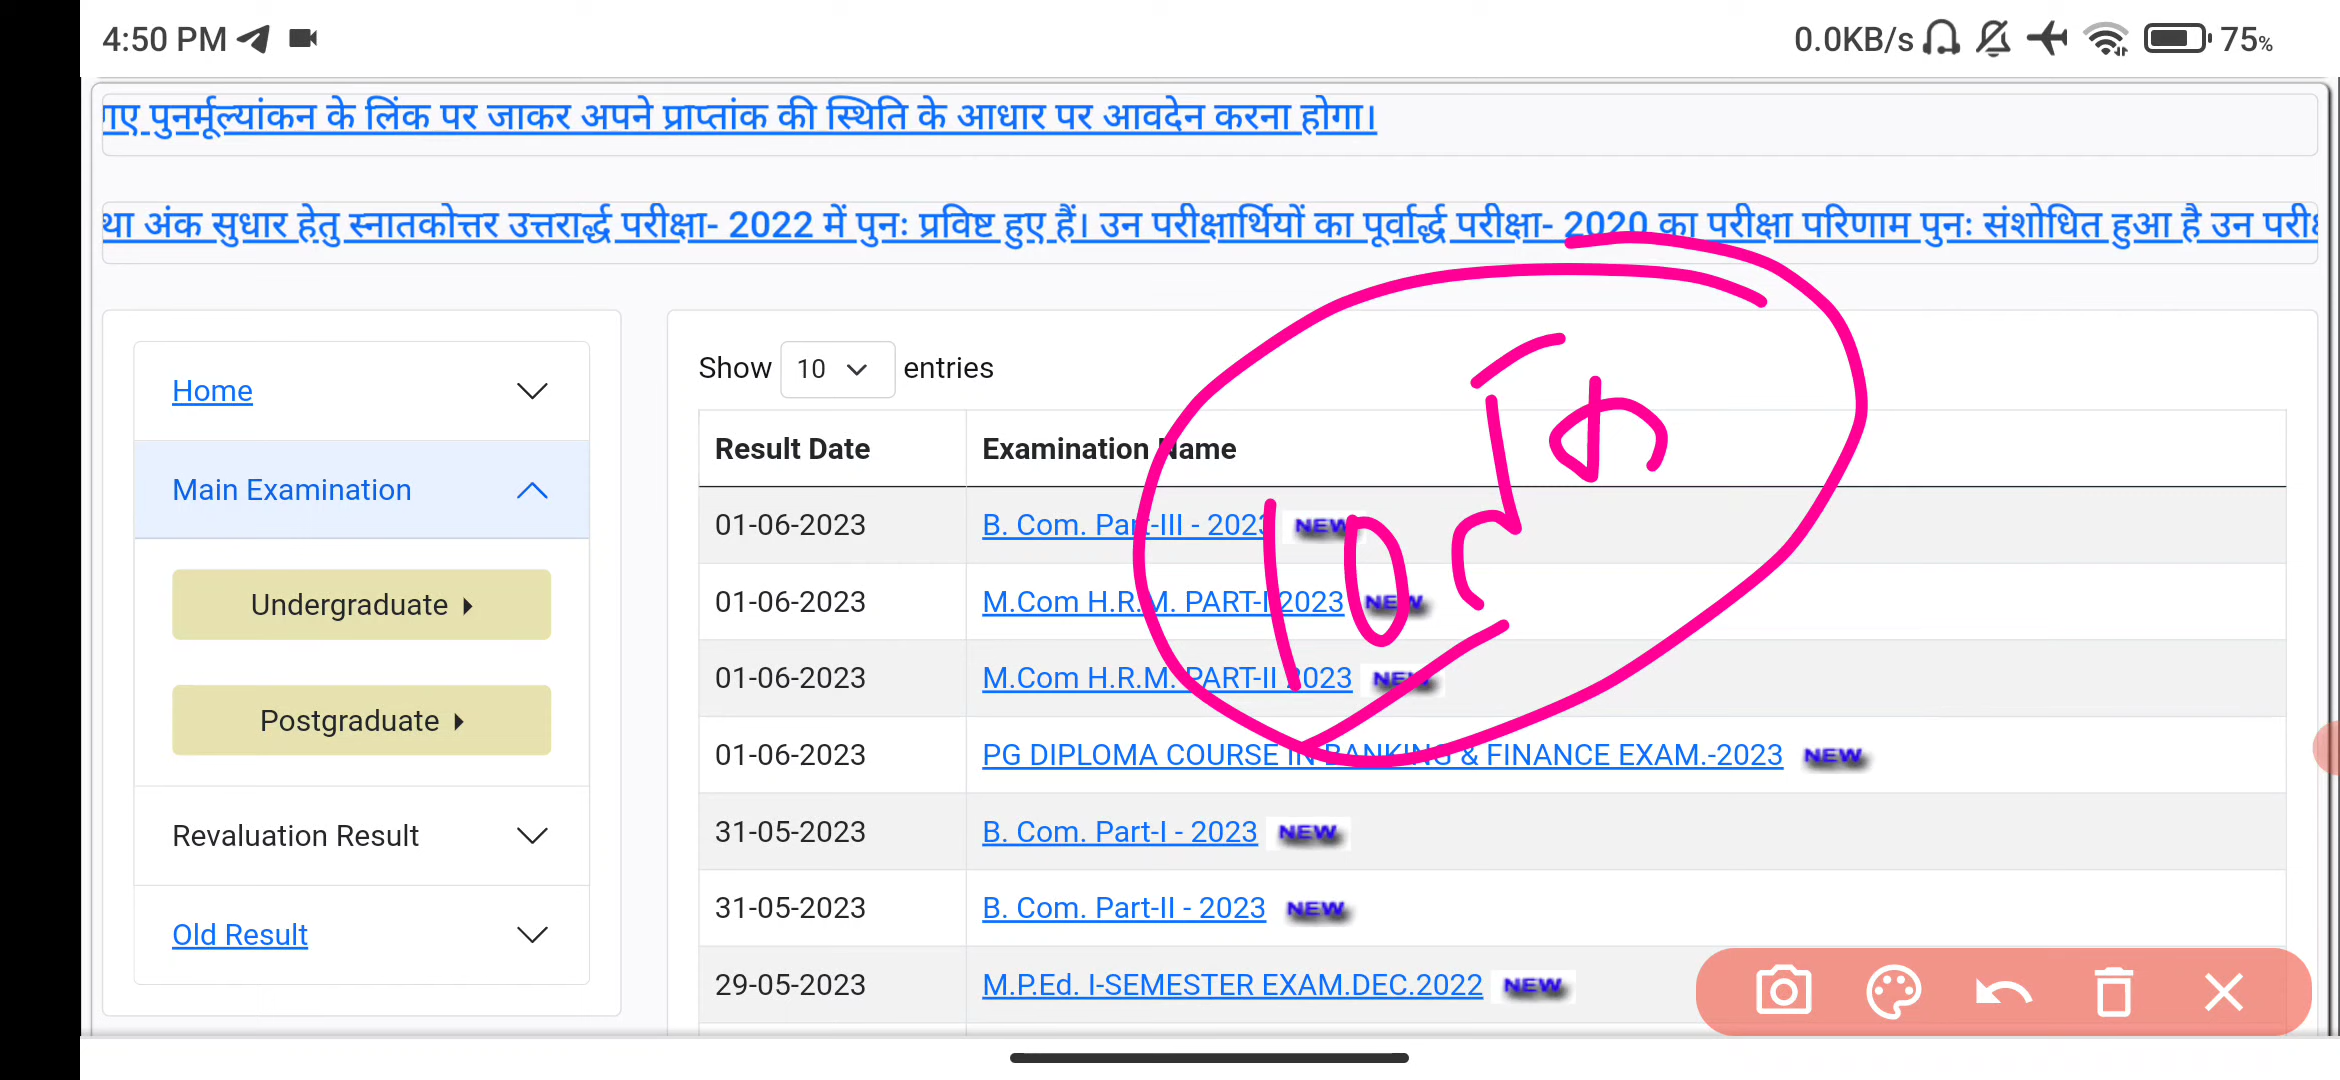 4:50 PM 0.0KB/s 75%
गए पुनर्मूल्यांकन के लिंक पर जाकर अपने प्राप्तांक की स्थिति के आधार पर आवदेन करना होगा।
था अंक सुधार हेतु स्नातकोत्तर उत्तरार्द्ध परीक्षा- 2022 में पुनः प्रविष्ट हुए हैं। उन परीक्षार्थियों का पूर्वार्द्ध परीक्षा- 2020 का परीक्षा परिणाम पुनः संशोधित हुआ है उन
Home
Main Examination
Undergraduate
Postgraduate
Revaluation Result
Old Result
Show 10 entries
Result Date Examination Name
01-06-2023 B. Com. Part-III - 2023 NEW
01-06-2023 M.Com H.R.M. PART-I 2023 NEW
01-06-2023 M.Com H.R.M. PART-II 2023 NEW
01-06-2023 PG DIPLOMA COURSE IN BANKING & FINANCE EXAM.-2023 NEW
31-05-2023 B. Com. Part-I - 2023 NEW
31-05-2023 B. Com. Part-II - 2023 NEW
29-05-2023 M.P.Ed. I-SEMESTER EXAM.DEC.2022 NEW